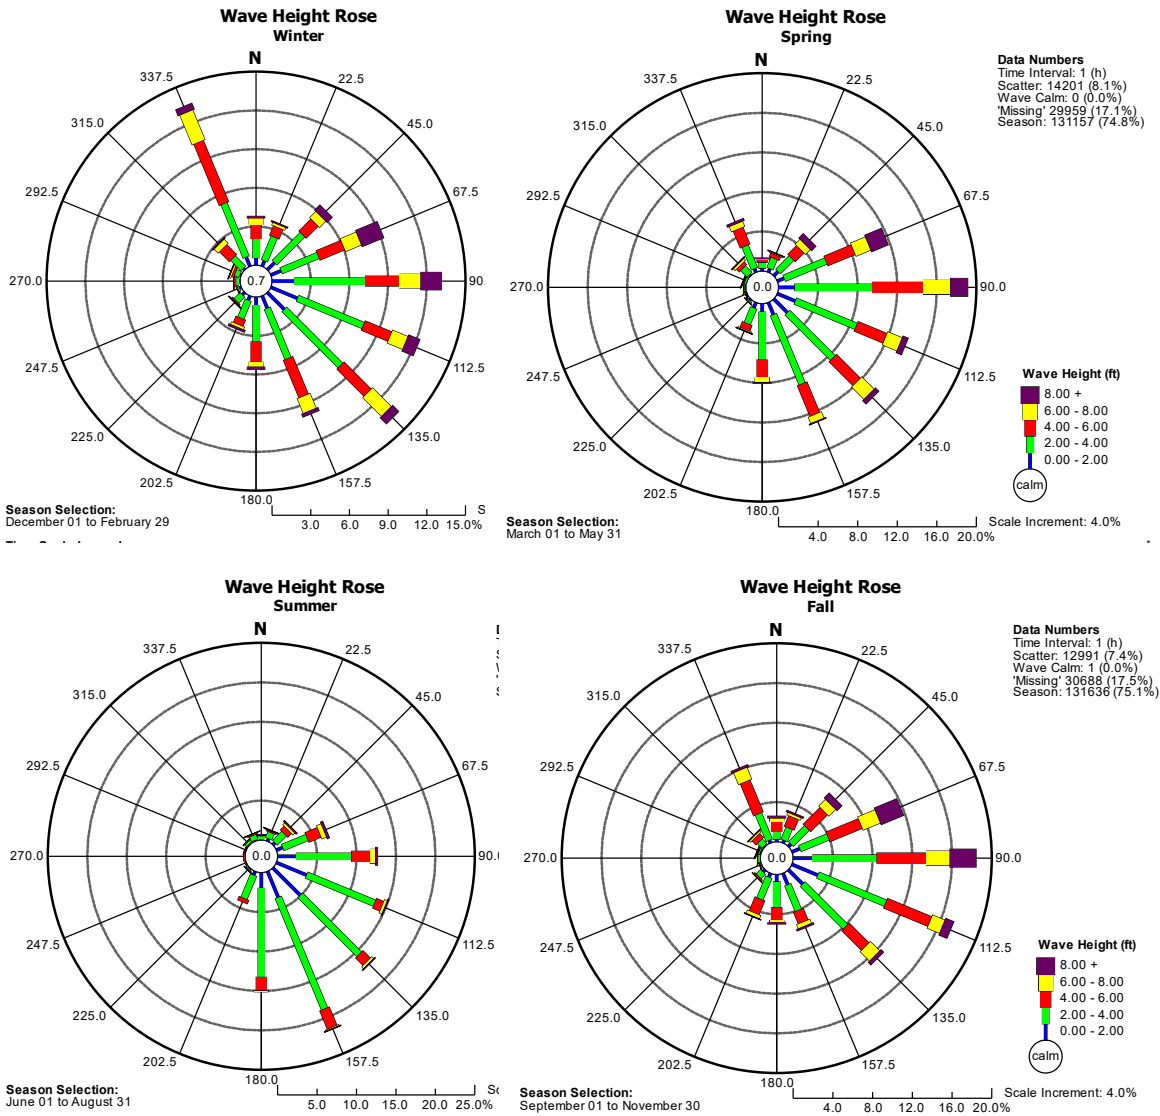 Wave Height Rose
Winter
N
337.5
22.5
315.0
45.0
292.5
67.5
270.0
0.7
90
247.5
112.5
225.0
135.0
202.5
157.5
180.0
Season Selection:
December 01 to February 29
3.0 6.0 9.0 12.0 15.0%
S
Wave Height Rose
Spring
N
337.5
22.5
315.0
45.0
292.5
67.5
270.0
0.0
90.0
247.5
112.5
225.0
135.0
202.5
157.5
180.0
Data Numbers
Time Interval: 1 (h)
Scatter: 14201 (8.1%)
Wave Calm: 0 (0.0%)
'Missing' 29959 (17.1%)
Season: 131157 (74.8%)
Wave Height (ft)
8.00 +
6.00 - 8.00
4.00 - 6.00
2.00 - 4.00
0.00 - 2.00
calm
Season Selection:
March 01 to May 31
Scale Increment: 4.0%
4.0 8.0 12.0 16.0 20.0%
Wave Height Rose
Summer
N
337.5
22.5
315.0
45.0
292.5
67.5
270.0
0.0
90.0
247.5
112.5
225.0
135.0
202.5
157.5
180.0
Season Selection:
June 01 to August 31
5.0 10.0 15.0 20.0 25.0%
Wave Height Rose
Fall
N
337.5
22.5
315.0
45.0
292.5
67.5
270.0
0.0
90.0
247.5
112.5
225.0
135.0
202.5
157.5
180.0
Data Numbers
Time Interval: 1 (h)
Scatter: 12991 (7.4%)
Wave Calm: 1 (0.0%)
'Missing' 30688 (17.5%)
Season: 131636 (75.1%)
Wave Height (ft)
8.00 +
6.00 - 8.00
4.00 - 6.00
2.00 - 4.00
0.00 - 2.00
calm
Season Selection:
September 01 to November 30
Scale Increment: 4.0%
4.0 8.0 12.0 16.0 20.0%